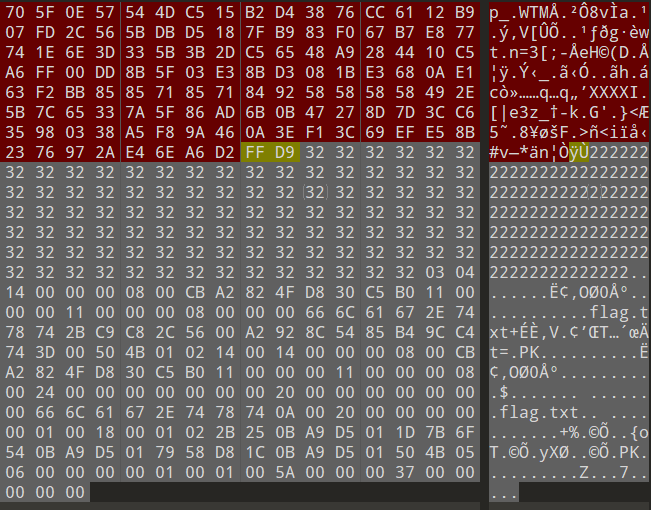 70 5F 0E 57 54 4D C5 15 B2 D4 38 76 CC 61 12 B9 p_.WTMÅ.²Ô8vÌa.¹
07 FD 2C 56 5B DB D5 18 7F B9 83 F0 67 B7 E8 77 .ý,V[ÛÕ..¹ƒðg·èw
74 1E 6E 3D 33 5B 3B 2D C5 65 48 A9 28 44 10 C5 t.n=3[;-ÅeH©(D.Å
A6 FF 00 DD 8B 5F 03 E3 8B D3 08 1B E3 68 0A E1 ¦ÿ.Ý‹_.ã‹Ó..ãh.á
63 F2 BB 85 85 71 85 71 84 92 58 58 58 58 49 2E cò»……q…q„’XXXXI.
5B 7C 65 33 7A 5F 86 AD 6B 0B 47 27 8D 7D 3C C6 [|e3z_†-k.G'.}<Æ
35 98 03 38 A5 F8 9A 46 0A 3E F1 3C 69 EF E5 8B 5˜.8¥øšF.>ñ<iïå‹
23 76 97 2A E4 6E A6 D2 FF D9 32 32 32 32 32 32 #v—*än¦ÒÿÙ222222
32 32 32 32 32 32 32 32 32 32 32 32 32 32 32 32 2222222222222222
32 32 32 32 32 32 32 32 32 32 32 32 32 32 32 32 2222222222222222
32 32 32 32 32 32 32 32 32 32 32 32 32 32 32 32 2222222222222222
32 32 32 32 32 32 32 32 32 32 32 32 32 32 32 32 2222222222222222
32 32 32 32 32 32 32 32 32 32 32 32 32 32 32 32 2222222222222222
32 32 32 32 32 32 32 32 32 32 32 32 32 32 03 04 22222222222222..
14 00 00 00 08 00 CB A2 82 4F D8 30 C5 B0 11 00 ......Ë¢‚OØ0Å°..
00 00 11 00 00 00 08 00 00 00 66 6C 61 67 2E 74 ..........flag.t
78 74 2B C9 C8 2C 56 00 A2 92 8C 54 85 B4 9C C4 xt+ÉÈ,V.¢’ŒT…´œÄ
74 3D 00 50 4B 01 02 14 00 14 00 00 00 08 00 CB t=.PK..........Ë
A2 82 4F D8 30 C5 B0 11 00 00 00 11 00 00 00 08 ¢‚OØ0Å°.........
00 24 00 00 00 00 00 00 00 20 00 00 00 00 00 00 .$....... ......
00 66 6C 61 67 2E 74 78 74 0A 00 20 00 00 00 00 .flag.txt.. ....
00 01 00 18 00 01 02 2B 25 0B A9 D5 01 1D 7B 6F .......+%.©Õ..{o
54 0B A9 D5 01 79 58 D8 1C 0B A9 D5 01 50 4B 05 T.©Õ.yXØ..©Õ.PK.
06 00 00 00 00 01 00 01 00 5A 00 00 00 37 00 00 .........Z...7..
00 00 00 ...